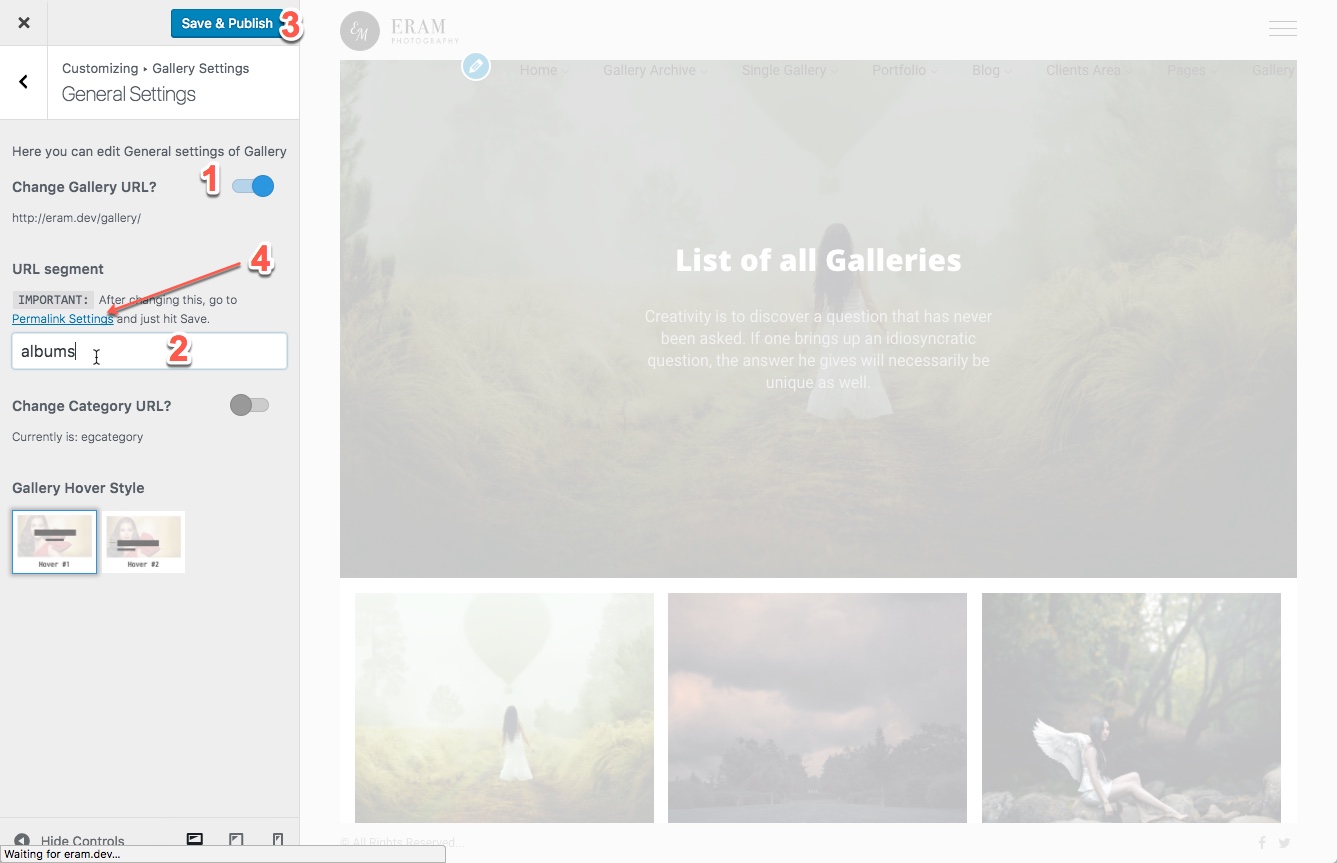 Save & Publish
3
Customizing ▸ Gallery Settings
General Settings
Here you can edit General settings of Gallery
Change Gallery URL?
1
http://eram.dev/gallery/
4
URL segment
IMPORTANT: After changing this, go to
Permalink Settings and just hit Save.
albums
2
Change Category URL?
Currently is: egcategory
Gallery Hover Style
Hover #1
Hover #2
Hide Controls
Waiting for eram.dev...
EM
ERAM
PHOTOGRAPHY
Home
Gallery Archive
Single Gallery
Portfolio
Blog
Clients Area
Pages
Gallery
List of all Galleries
Creativity is to discover a question that has never
been asked. If one brings up an idiosyncratic
question, the answer he gives will necessarily be
unique as well.
© All Rights Reserved...